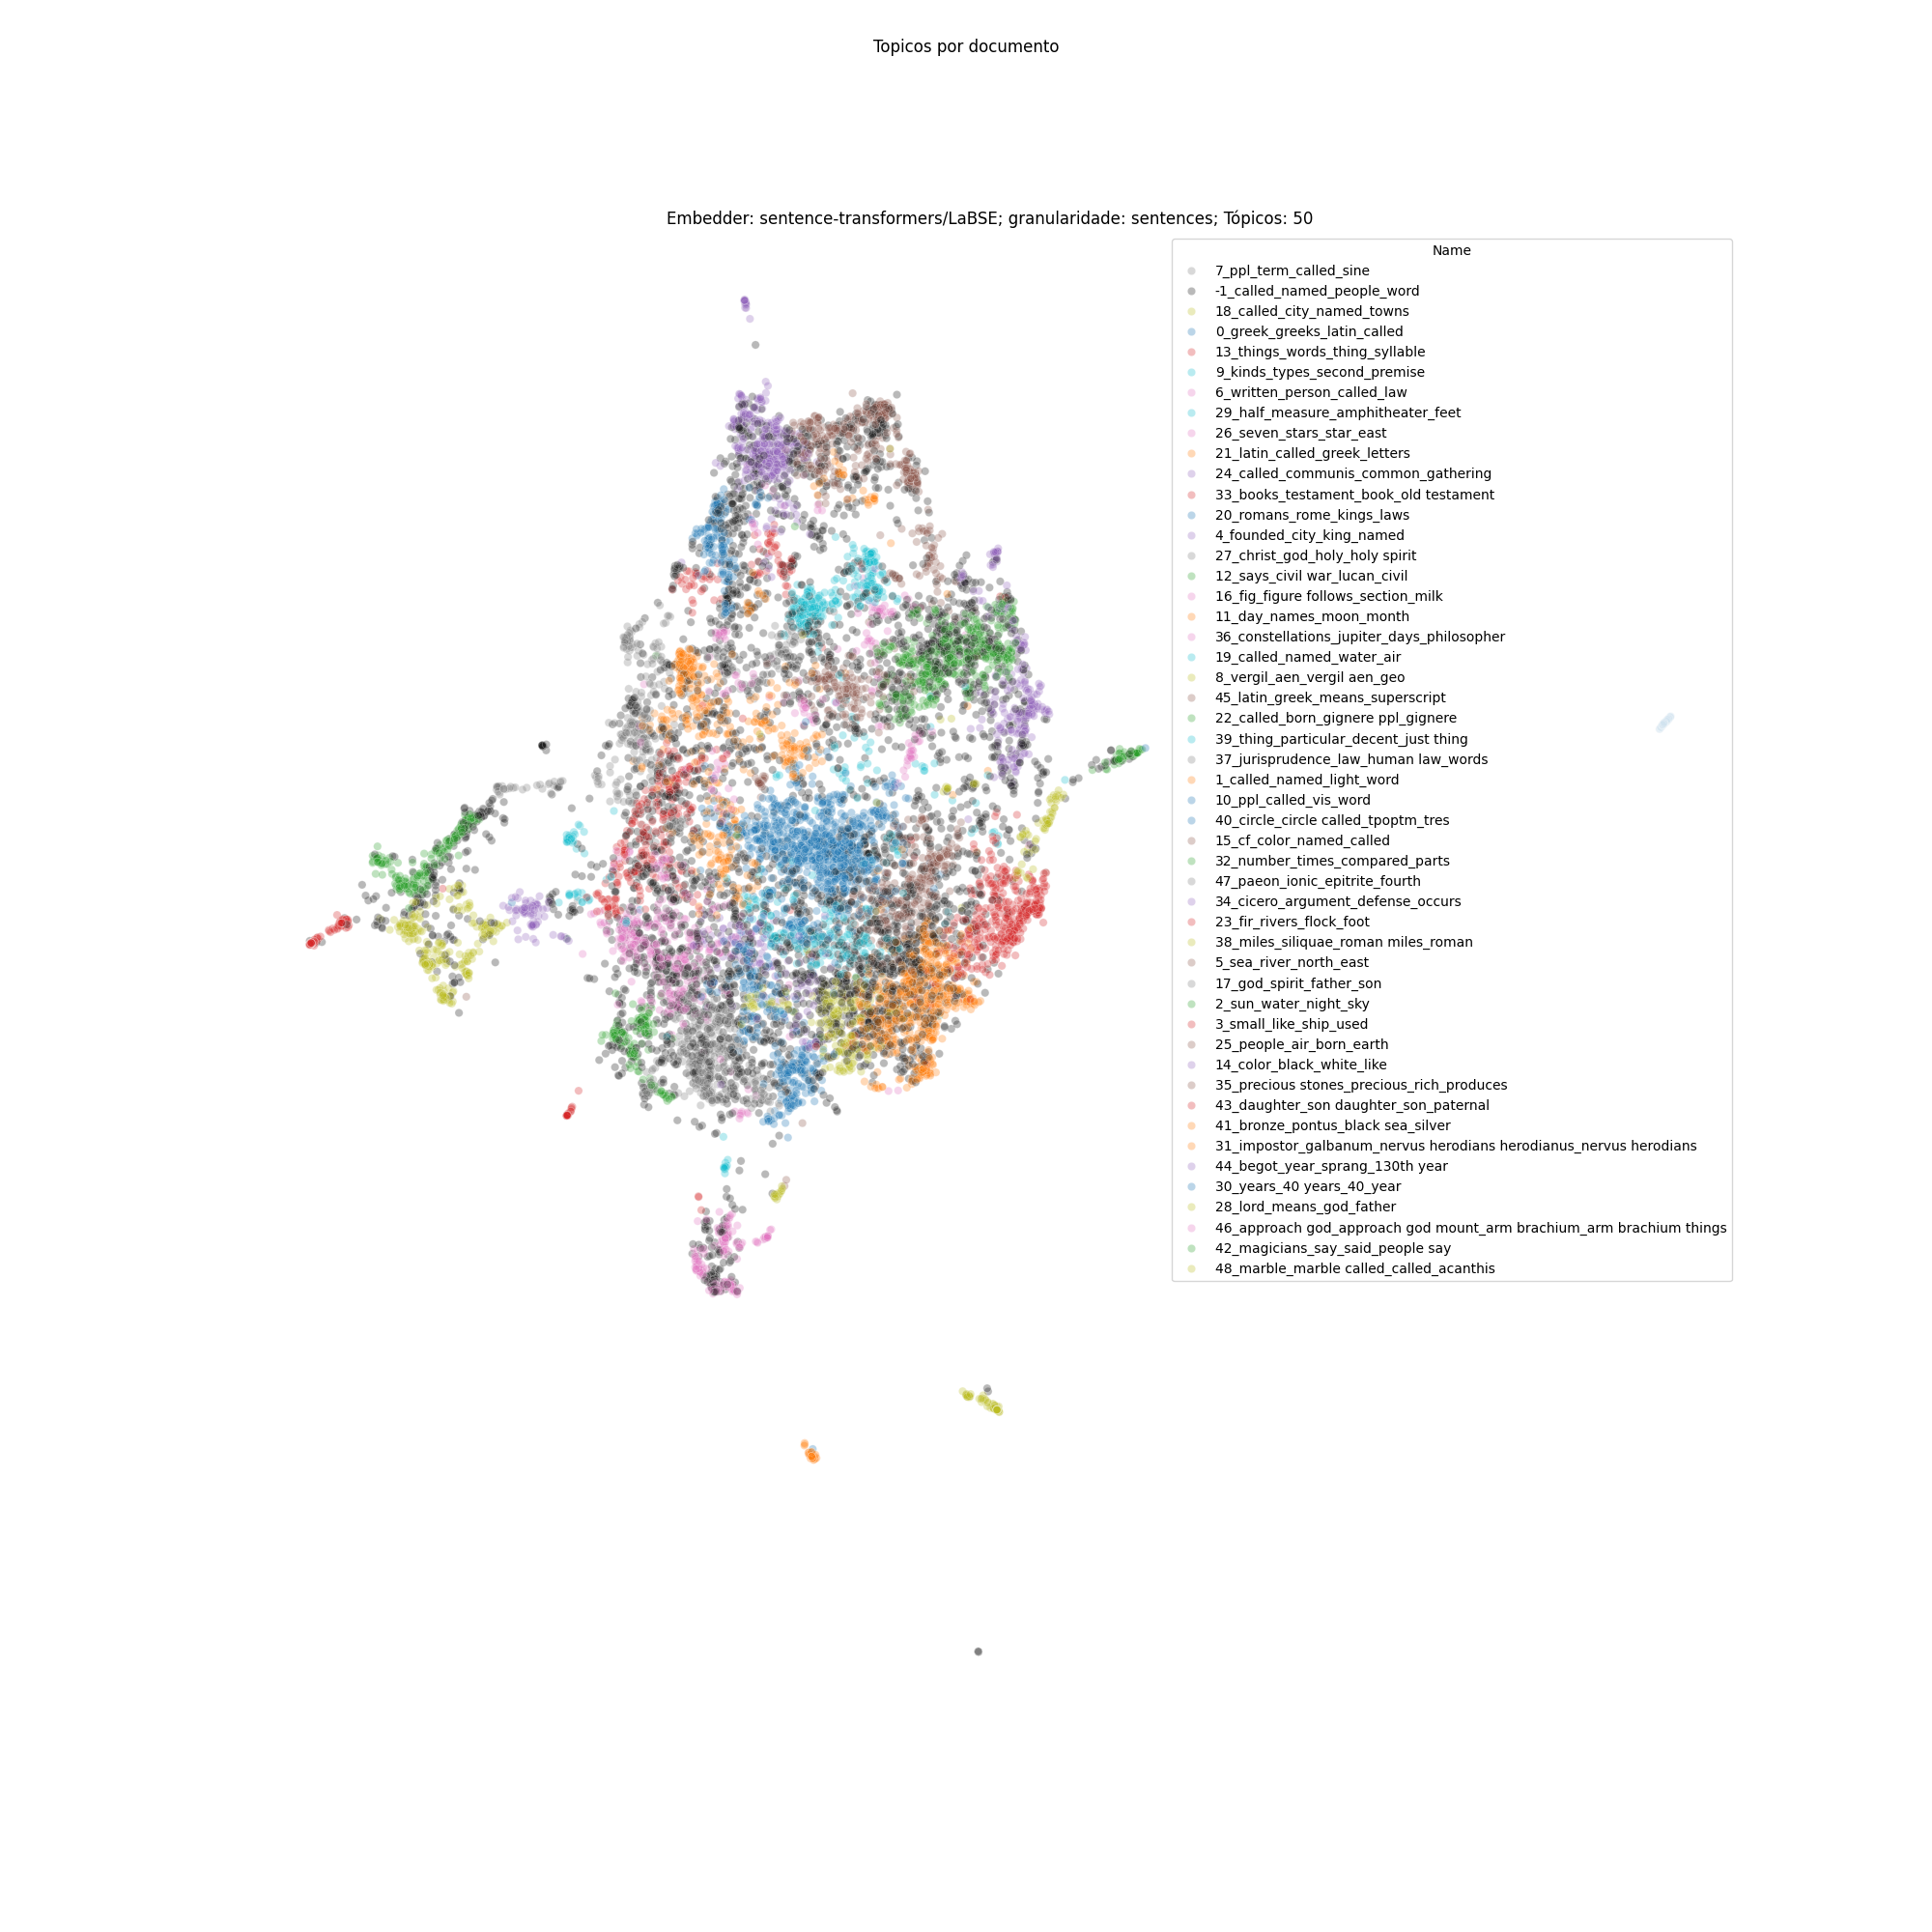 Topicos por documento
Embedder: sentence-transformers/LaBSE; granularidade: sentences; Tópicos: 50
Name
7_ppl_term_called_sine
-1_called_named_people_word
18_called_city_named_towns
0_greek_greeks_latin_called
13_things_words_thing_syllable
9_kinds_types_second_premise
6_written_person_called_law
29_half_measure_amphitheater_feet
26_seven_stars_star_east
21_latin_called_greek_letters
24_called_communis_common_gathering
33_books_testament_book_old testament
20_romans_rome_kings_laws
4_founded_city_king_named
27_christ_god_holy_holy spirit
12_says_civil war_lucan_civil
16_fig_figure follows_section_milk
11_day_names_moon_month
36_constellations_jupiter_days_philosopher
19_called_named_water_air
8_vergil_aen_vergil aen_geo
45_latin_greek_means_superscript
22_called_born_gignere ppl_gignere
39_thing_particular_decent_just thing
37_jurisprudence_law_human law_words
1_called_named_light_word
10_ppl_called_vis_word
40_circle_circle called_tpoptm_tres
15_cf_color_named_called
32_number_times_compared_parts
47_paeon_ionic_epitrite_fourth
34_cicero_argument_defense_occurs
23_fir_rivers_flock_foot
38_miles_siliquae_roman miles_roman
5_sea_river_north_east
17_god_spirit_father_son
2_sun_water_night_sky
3_small_like_ship_used
25_people_air_born_earth
14_color_black_white_like
35_precious stones_precious_rich_produces
43_daughter_son daughter_son_paternal
41_bronze_pontus_black sea_silver
31_impostor_galbanum_nervus herodians herodianus_nervus herodians
44_begot_year_sprang_130th year
30_years_40 years_40_year
28_lord_means_god_father
46_approach god_approach god mount_arm brachium_arm brachium things
42_magicians_say_said_people say
48_marble_marble called_called_acanthis